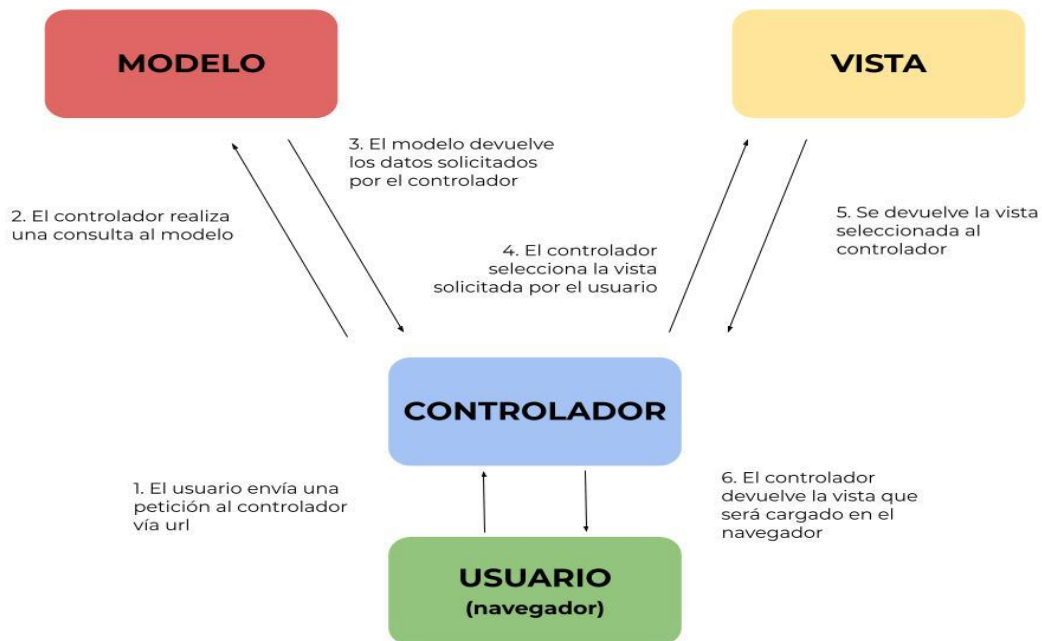 MODELO
VISTA
3. El modelo devuelve
los datos solicitados
por el controlador
2. El controlador realiza
una consulta al modelo
4. El controlador
selecciona la vista
solicitada por el usuario
5. Se devuelve la vista
seleccionada al
controlador
CONTROLADOR
1. El usuario envía una
petición al controlador
vía url
6. El controlador
devuelve la vista que
será cargado en el
navegador
USUARIO
(navegador)